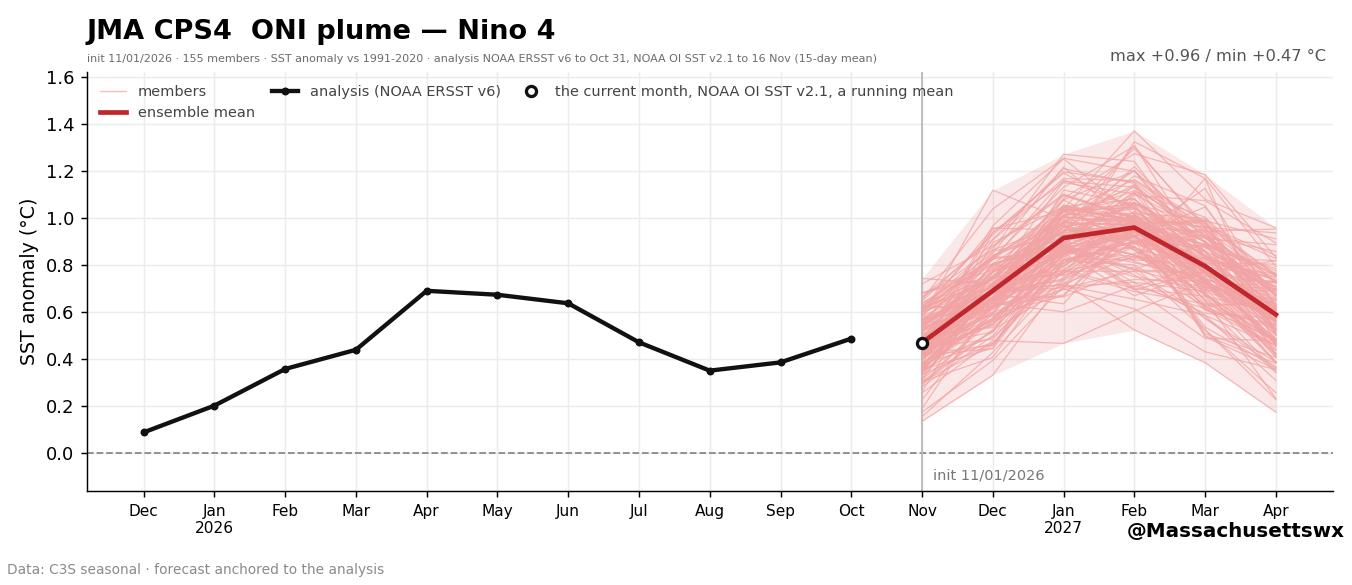 JMA CPS4  ONI plume — Nino 4
init 11/01/2026 · 155 members · SST anomaly vs 1991-2020 · analysis NOAA ERSST v6 to Oct 31, NOAA OI SST v2.1 to 16 Nov (15-day mean)
max +0.96 / min +0.47 °C
members
ensemble mean
analysis (NOAA ERSST v6)
the current month, NOAA OI SST v2.1, a running mean
SST anomaly (°C)
1.6
1.4
1.2
1.0
0.8
0.6
0.4
0.2
0.0
init 11/01/2026
Dec Jan Feb Mar Apr May Jun Jul Aug Sep Oct Nov Dec Jan Feb Mar Apr
2026 2027
@Massachusettswx
Data: C3S seasonal · forecast anchored to the analysis